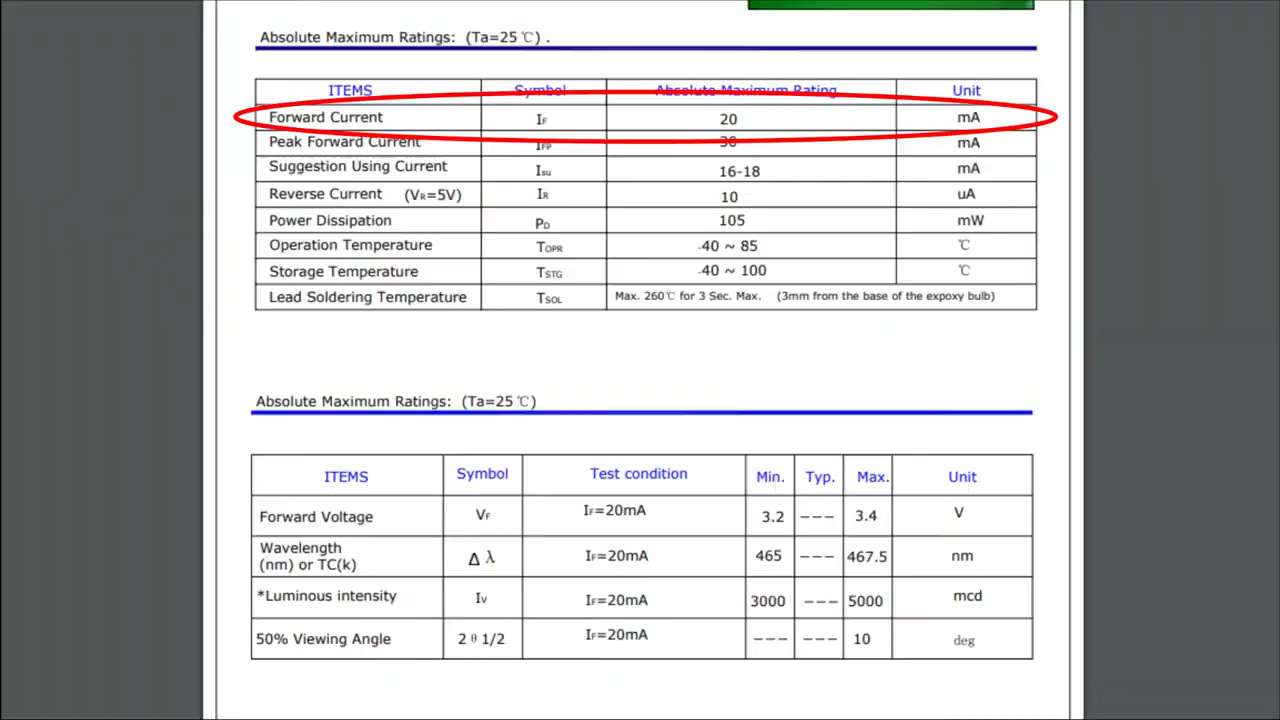 Absolute Maximum Ratings: (Ta=25℃) .
ITEMS Symbol Absolute Maximum Rating Unit
Forward Current IF 20 mA
Peak Forward Current IFP 30 mA
Suggestion Using Current Isu 16-18 mA
Reverse Current (VR=5V) IR 10 uA
Power Dissipation PD 105 mW
Operation Temperature TOPR -40 ~ 85 ℃
Storage Temperature TSTG -40 ~ 100 ℃
Lead Soldering Temperature TSOL Max. 260℃ for 3 Sec. Max. (3mm from the base of the expoxy bulb)
Absolute Maximum Ratings: (Ta=25℃)
ITEMS Symbol Test condition Min. Typ. Max. Unit
Forward Voltage VF IF=20mA 3.2 --- 3.4 V
Wavelength
(nm) or TC(k) Δ λ IF=20mA 465 --- 467.5 nm
*Luminous intensity IV IF=20mA 3000 --- 5000 mcd
50% Viewing Angle 2 θ 1/2 IF=20mA --- --- 10 deg